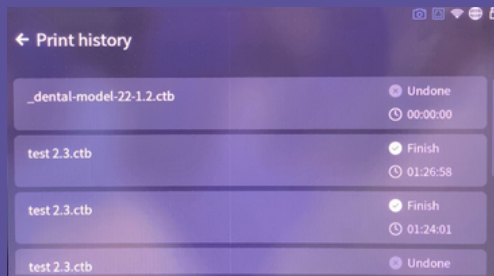 Print history
_dental-model-22-1.2.ctb
Undone
00:00:00
test 2.3.ctb
Finish
01:26:58
test 2.3.ctb
Finish
01:24:01
test 2.3.ctb
Undone